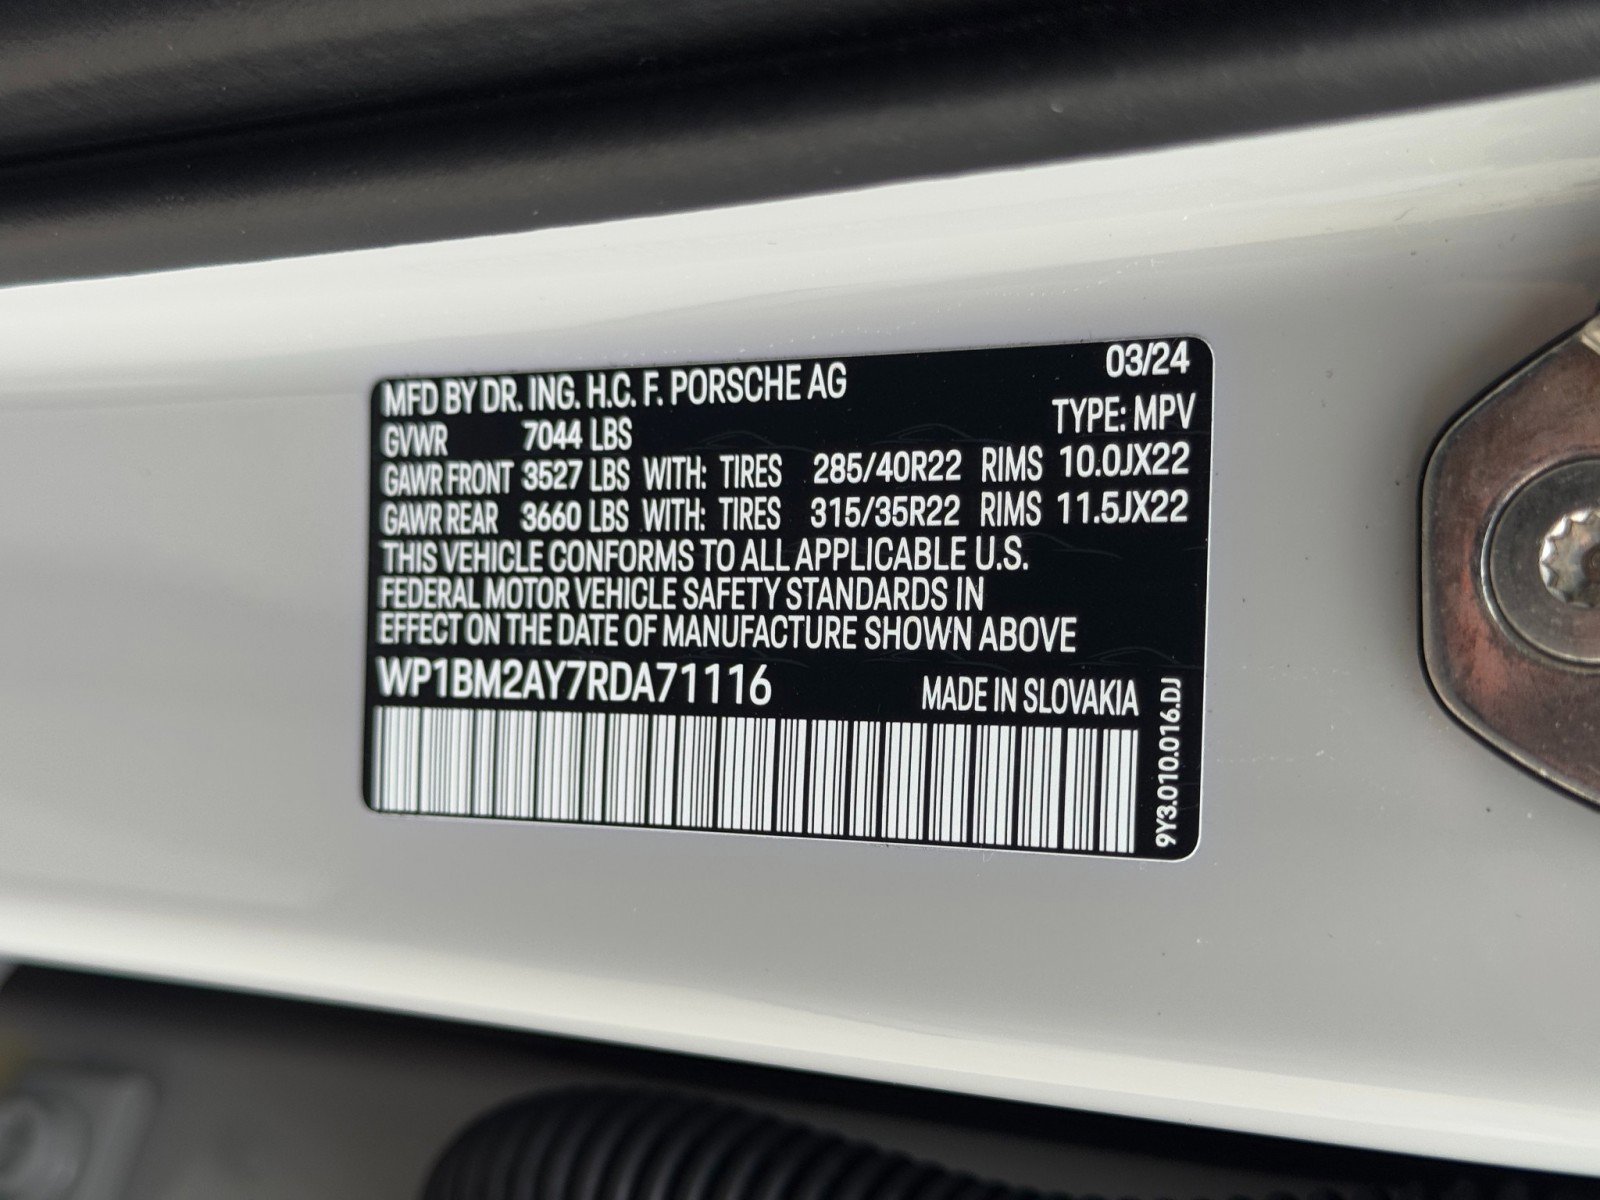 MFD BY DR. ING. H.C. F. PORSCHE AG 03/24
TYPE: MPV
GVWR 7044 LBS
GAWR FRONT 3527 LBS WITH: TIRES 285/40R22 RIMS 10.0JX22
GAWR REAR 3660 LBS WITH: TIRES 315/35R22 RIMS 11.5JX22
THIS VEHICLE CONFORMS TO ALL APPLICABLE U.S.
FEDERAL MOTOR VEHICLE SAFETY STANDARDS IN
EFFECT ON THE DATE OF MANUFACTURE SHOWN ABOVE
WP1BM2AY7RDA71116 MADE IN SLOVAKIA
9Y3.010.016.DJ